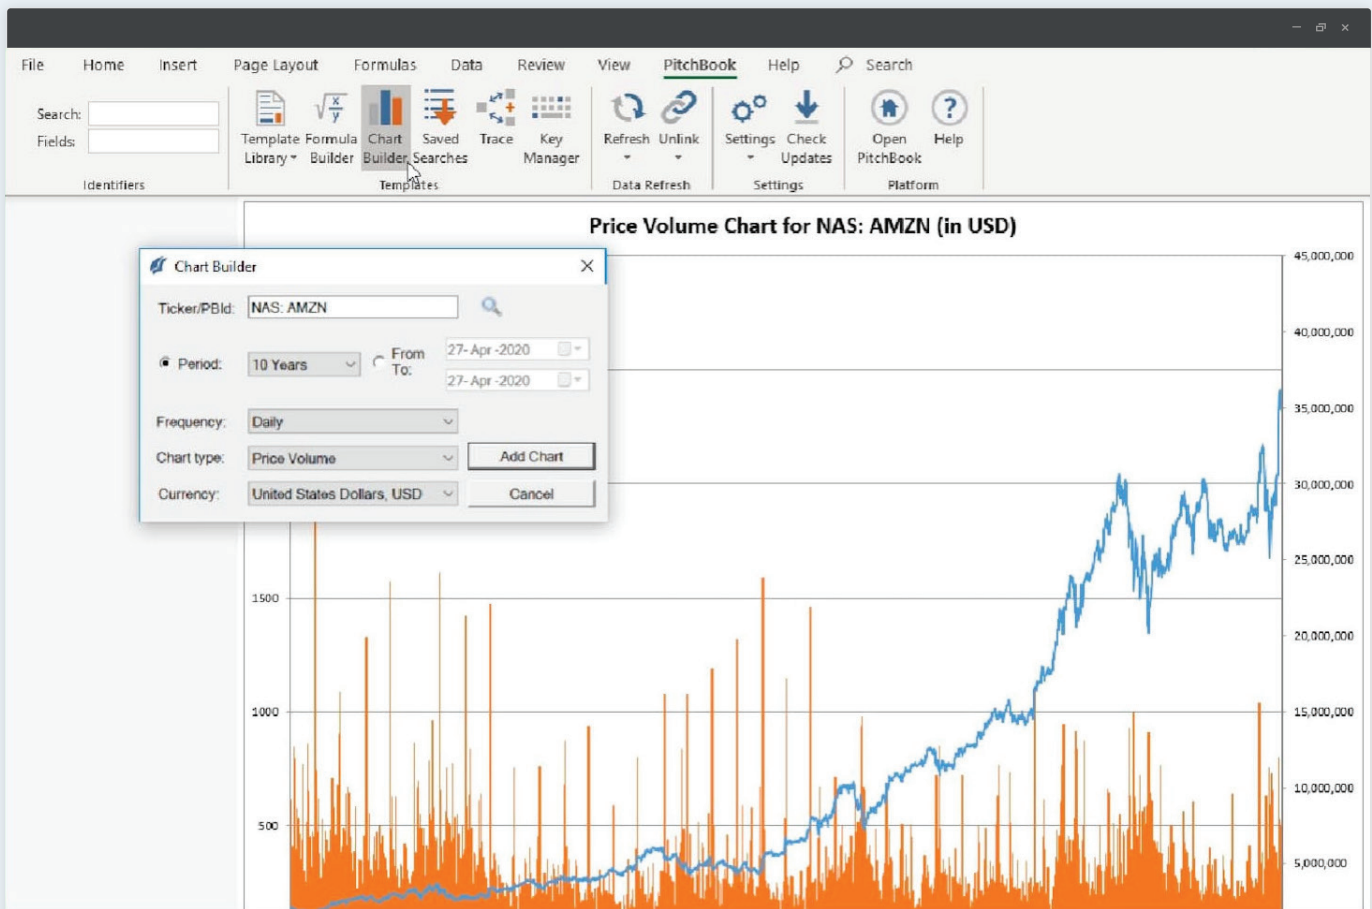 File Home Insert Page Layout Formulas Data Review View PitchBook Help Search
Search:
Fields:
Identifiers
Template Library
Formula Builder
Chart Builder
Saved Searches
Trace
Key Manager
Templates
Refresh
Unlink
Data Refresh
Settings
Check Updates
Settings
Open PitchBook
Help
Platform
Price Volume Chart for NAS: AMZN (in USD)
Chart Builder
Ticker/PBId: NAS: AMZN
Period: 10 Years
From 27-Apr-2020
To: 27-Apr-2020
Frequency: Daily
Chart type: Price Volume
Add Chart
Currency: United States Dollars, USD
Cancel
1500
1000
500
45,000,000
40,000,000
35,000,000
30,000,000
25,000,000
20,000,000
15,000,000
10,000,000
5,000,000